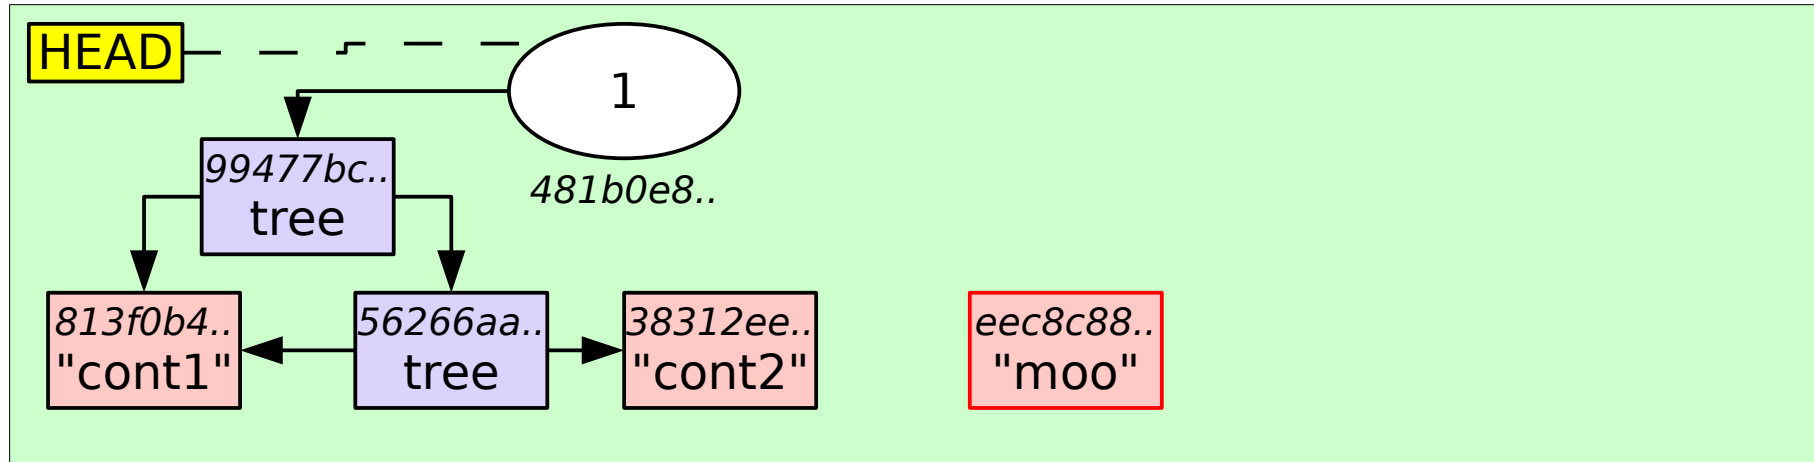 HEAD
1
481b0e8..
99477bc..
tree
813f0b4..
"cont1"
56266aa..
tree
38312ee..
"cont2"
eec8c88..
"moo"